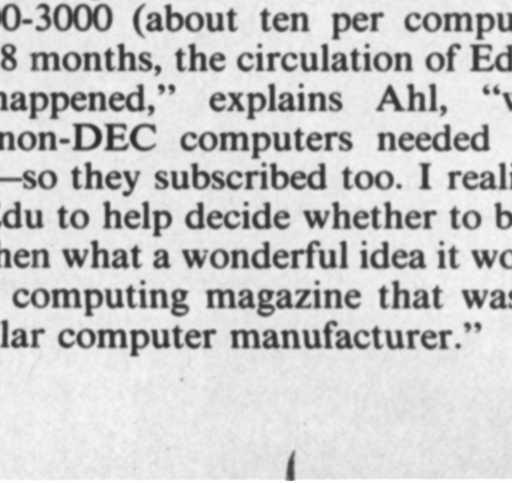 0-3000 (about ten per compu
8 months, the circulation of Ed
happened,” explains Ahl, “
non-DEC computers needed
—so they subscribed too. I reali
du to help decide whether to b
hen what a wonderful idea it wo
computing magazine that was
lar computer manufacturer.”